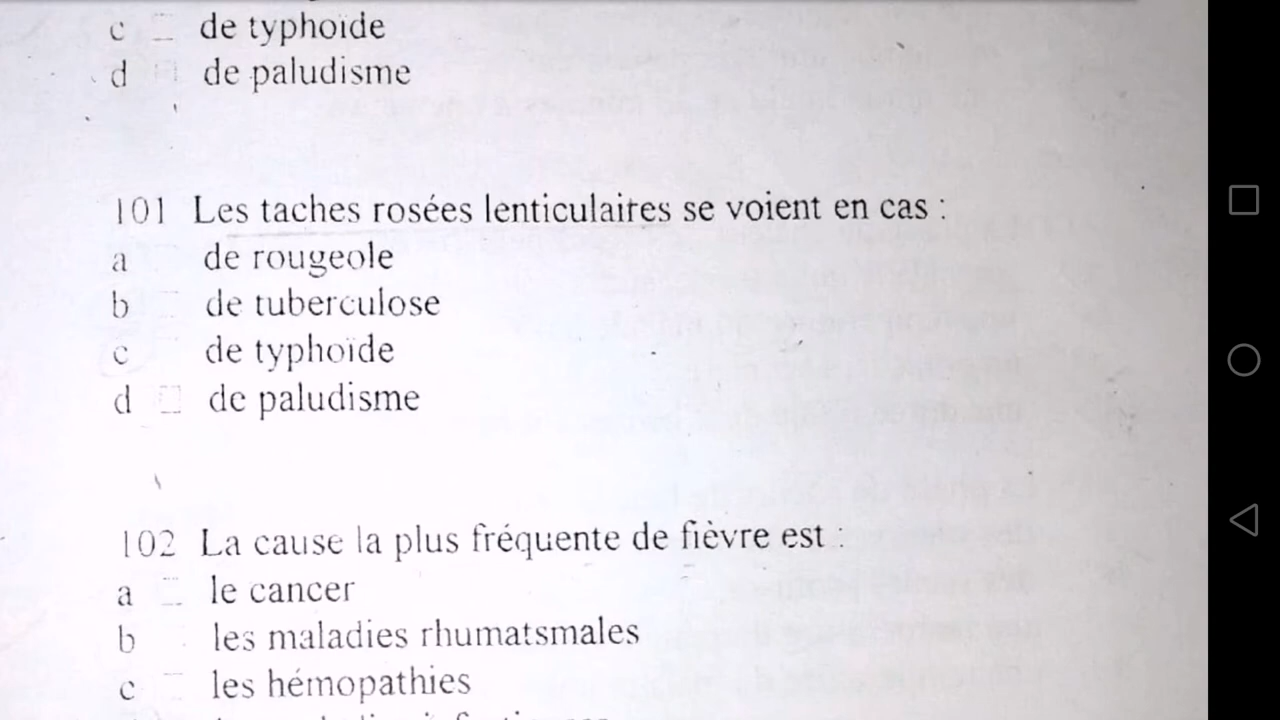 c de typhoïde
d de paludisme
101 Les taches rosées lenticulaires se voient en cas :
a de rougeole
b de tuberculose
c de typhoïde
d de paludisme
102 La cause la plus fréquente de fièvre est :
a le cancer
b les maladies rhumatsmales
c les hémopathies